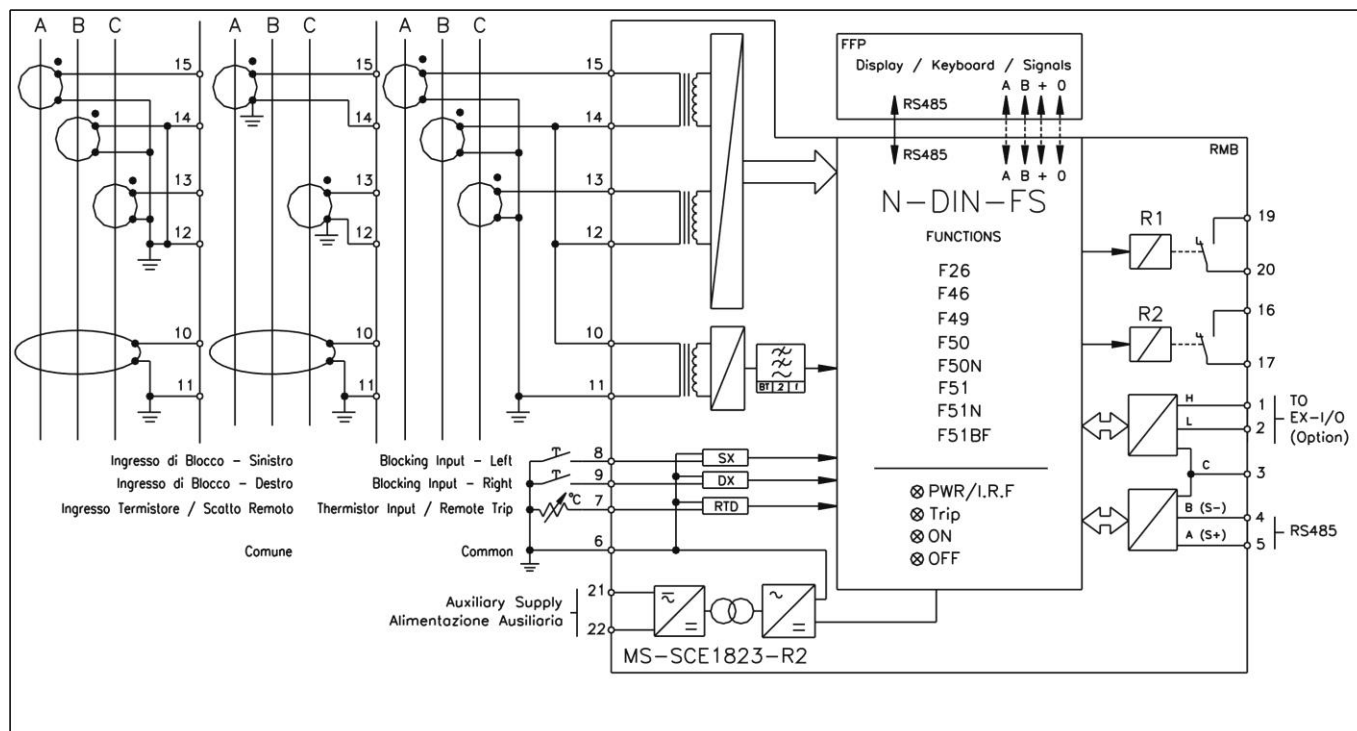 A B C A B C A B C
FFP
Display / Keyboard / Signals
A B + 0
RS485
RS485
A B + 0
RMB
15 15 15
14 14 14
13 13 13
12 12 12
10 10 10
11 11 11
BT 2 1
N-DIN-FS
FUNCTIONS
F26
F46
F49
F50
F50N
F51
F51N
F51BF
PWR/I.R.F
Trip
ON
OFF
R1
19
20
R2
16
17
H
1
L
2
TO
EX-I/O
(Option)
C
3
B (S-)
4
A (S+)
5
RS485
Ingresso di Blocco - Sinistro Blocking Input - Left 8 SX
Ingresso di Blocco - Destro Blocking Input - Right 9 DX
Ingresso Termistore / Scatto Remoto Thermistor Input / Remote Trip °C 7 RTD
Comune Common 6
Auxiliary Supply
Alimentazione Ausiliaria
21
22
MS-SCE1823-R2